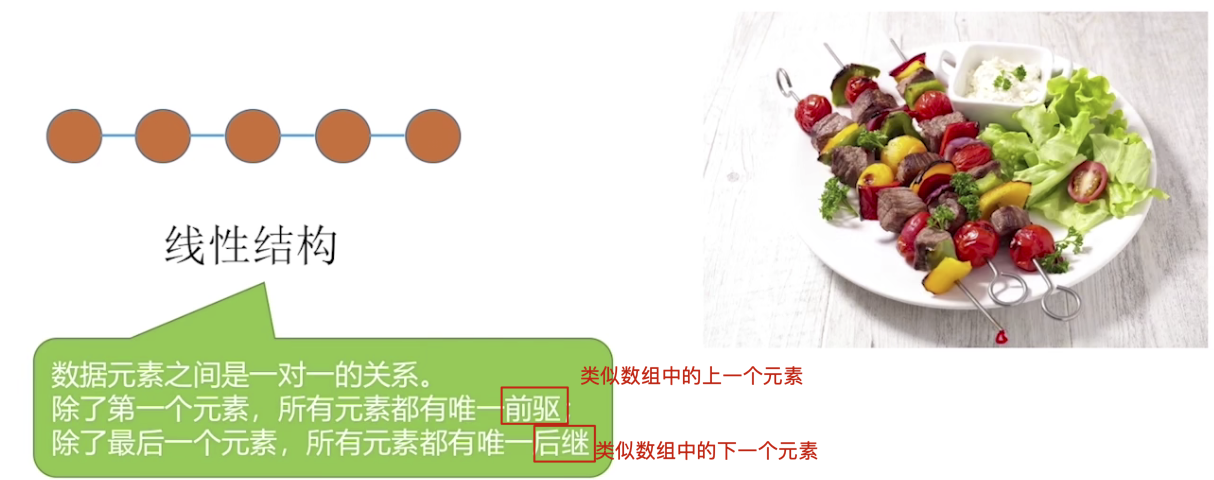 线性结构
数据元素之间是一对一的关系。
类似数组中的上一个元素
除了第一个元素，所有元素都有唯一前驱；
除了最后一个元素，所有元素都有唯一后继
类似数组中的下一个元素